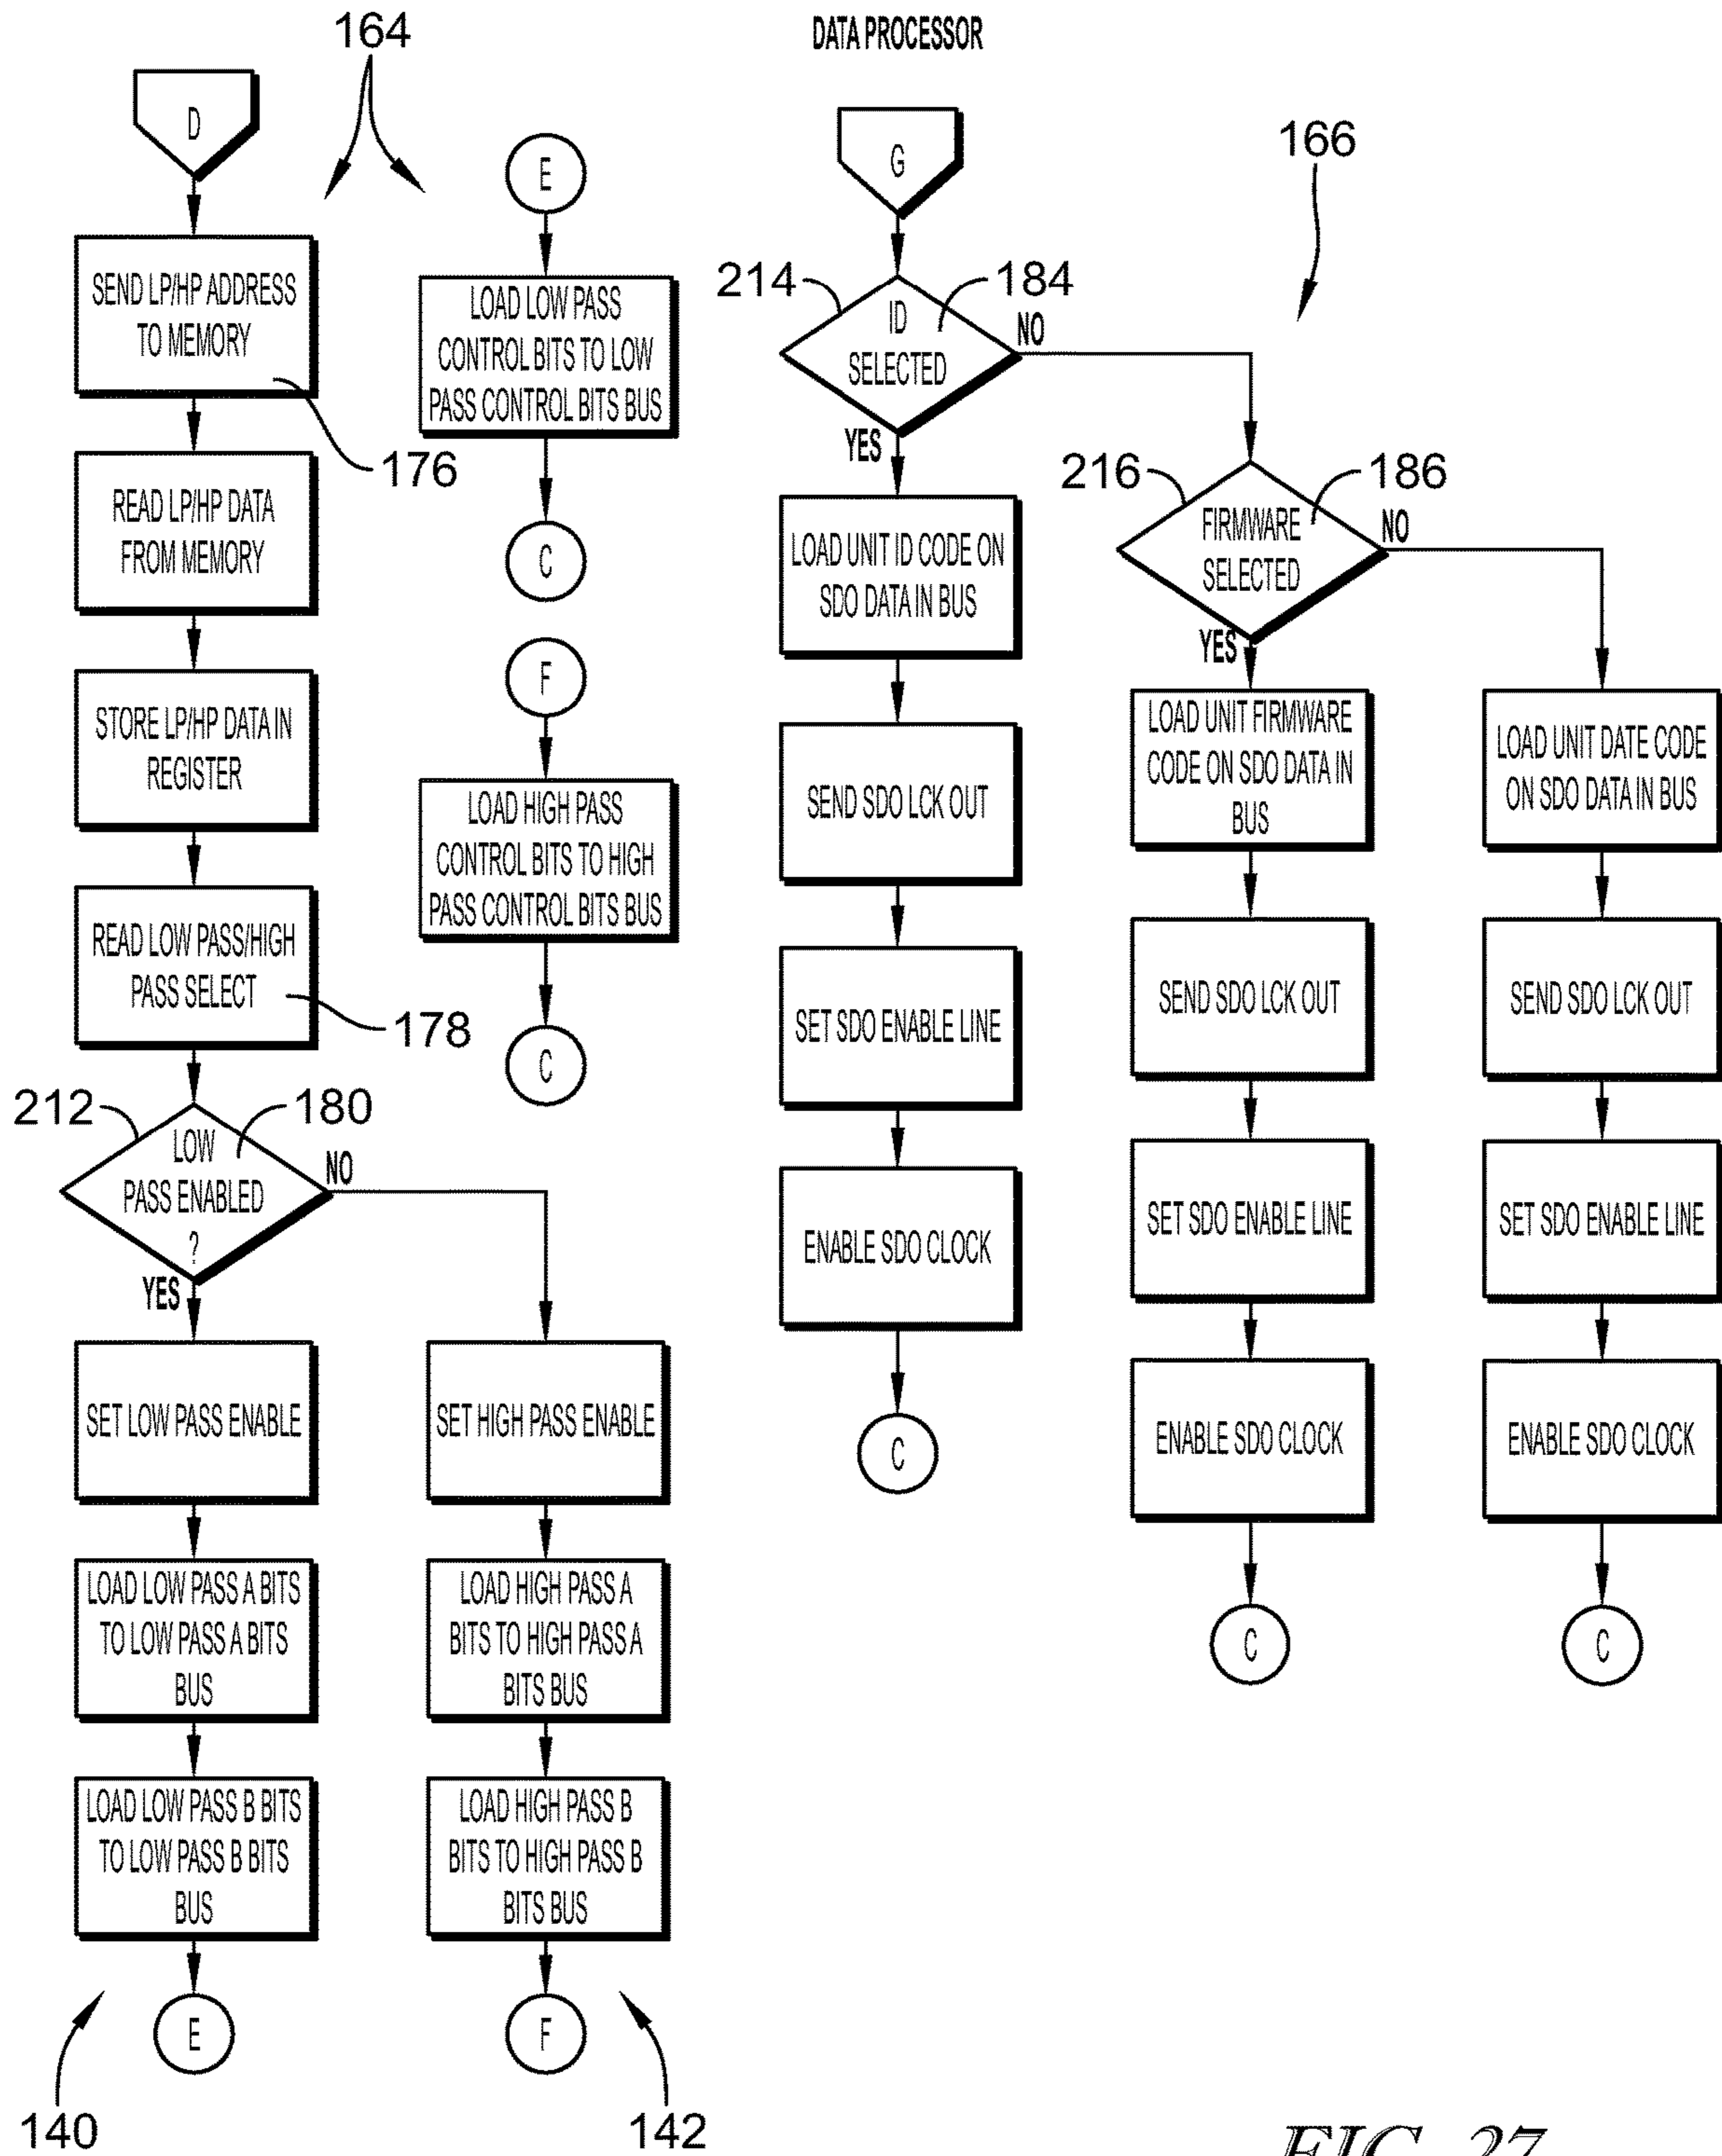 164
DATA PROCESSOR
D
SEND LP/HP ADDRESS
TO MEMORY
176
READ LP/HP DATA
FROM MEMORY
STORE LP/HP DATA IN
REGISTER
READ LOW PASS/HIGH
PASS SELECT
178
212
180
LOW
PASS ENABLED
?
NO
YES
SET LOW PASS ENABLE
LOAD LOW PASS A BITS
TO LOW PASS A BITS
BUS
LOAD LOW PASS B BITS
TO LOW PASS B BITS
BUS
E
140
E
LOAD LOW PASS
CONTROL BITS TO LOW
PASS CONTROL BITS BUS
C
F
LOAD HIGH PASS
CONTROL BITS TO HIGH
PASS CONTROL BITS BUS
C
SET HIGH PASS ENABLE
LOAD HIGH PASS A
BITS TO HIGH PASS A
BITS BUS
LOAD HIGH PASS B
BITS TO HIGH PASS B
BITS BUS
F
142
G
166
214
184
ID
SELECTED
NO
YES
LOAD UNIT ID CODE ON
SDO DATA IN BUS
SEND SDO LCK OUT
SET SDO ENABLE LINE
ENABLE SDO CLOCK
C
216
186
FIRMWARE
SELECTED
NO
YES
LOAD UNIT FIRMWARE
CODE ON SDO DATA IN
BUS
SEND SDO LCK OUT
SET SDO ENABLE LINE
ENABLE SDO CLOCK
C
LOAD UNIT DATE CODE
ON SDO DATA IN BUS
SEND SDO LCK OUT
SET SDO ENABLE LINE
ENABLE SDO CLOCK
C
FIG. 27